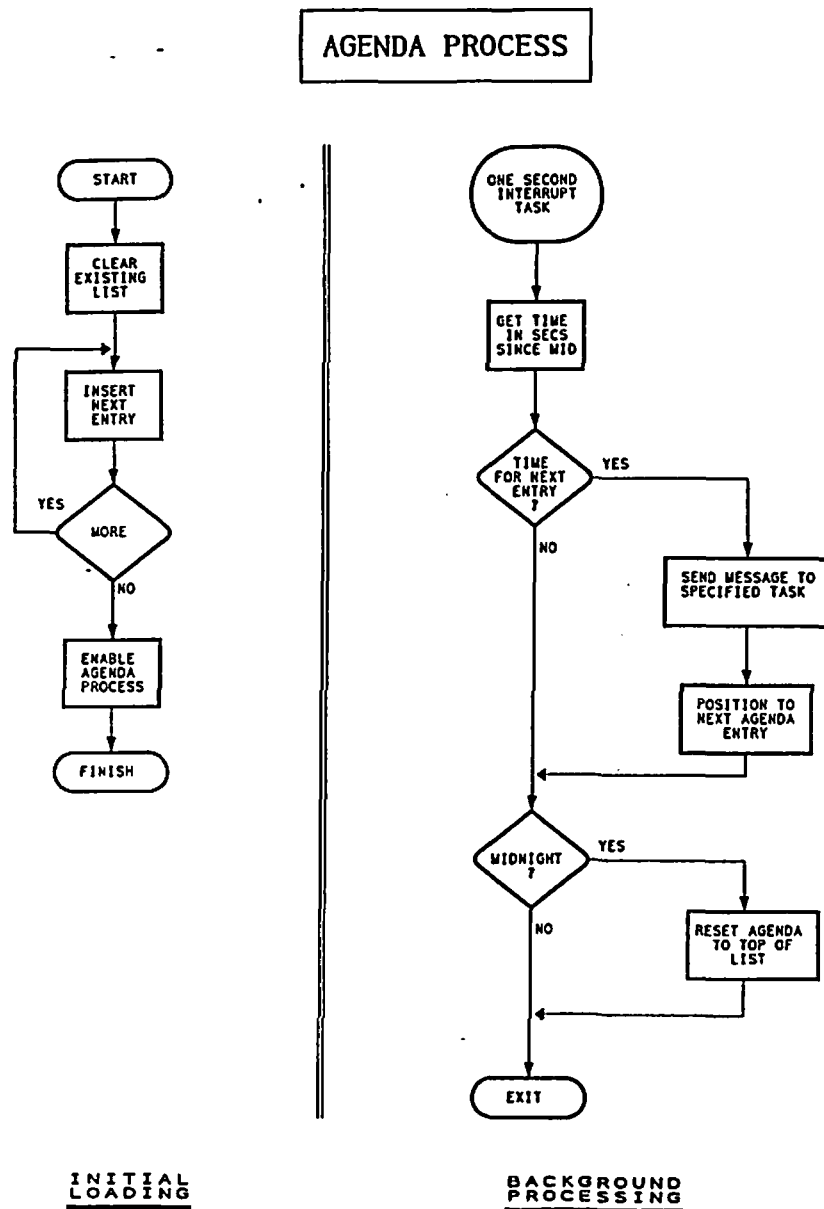 AGENDA PROCESS
START
CLEAR
EXISTING
LIST
INSERT
NEXT
ENTRY
YES
MORE
NO
ENABLE
AGENDA
PROCESS
FINISH
INITIAL
LOADING
ONE SECOND
INTERRUPT
TASK
GET TIME
IN SECS
SINCE MID
TIME
FOR NEXT
ENTRY
?
YES
NO
SEND MESSAGE TO
SPECIFIED TASK
POSITION TO
NEXT AGENDA
ENTRY
MIDNIGHT
?
YES
NO
RESET AGENDA
TO TOP OF
LIST
EXIT
BACKGROUND
PROCESSING